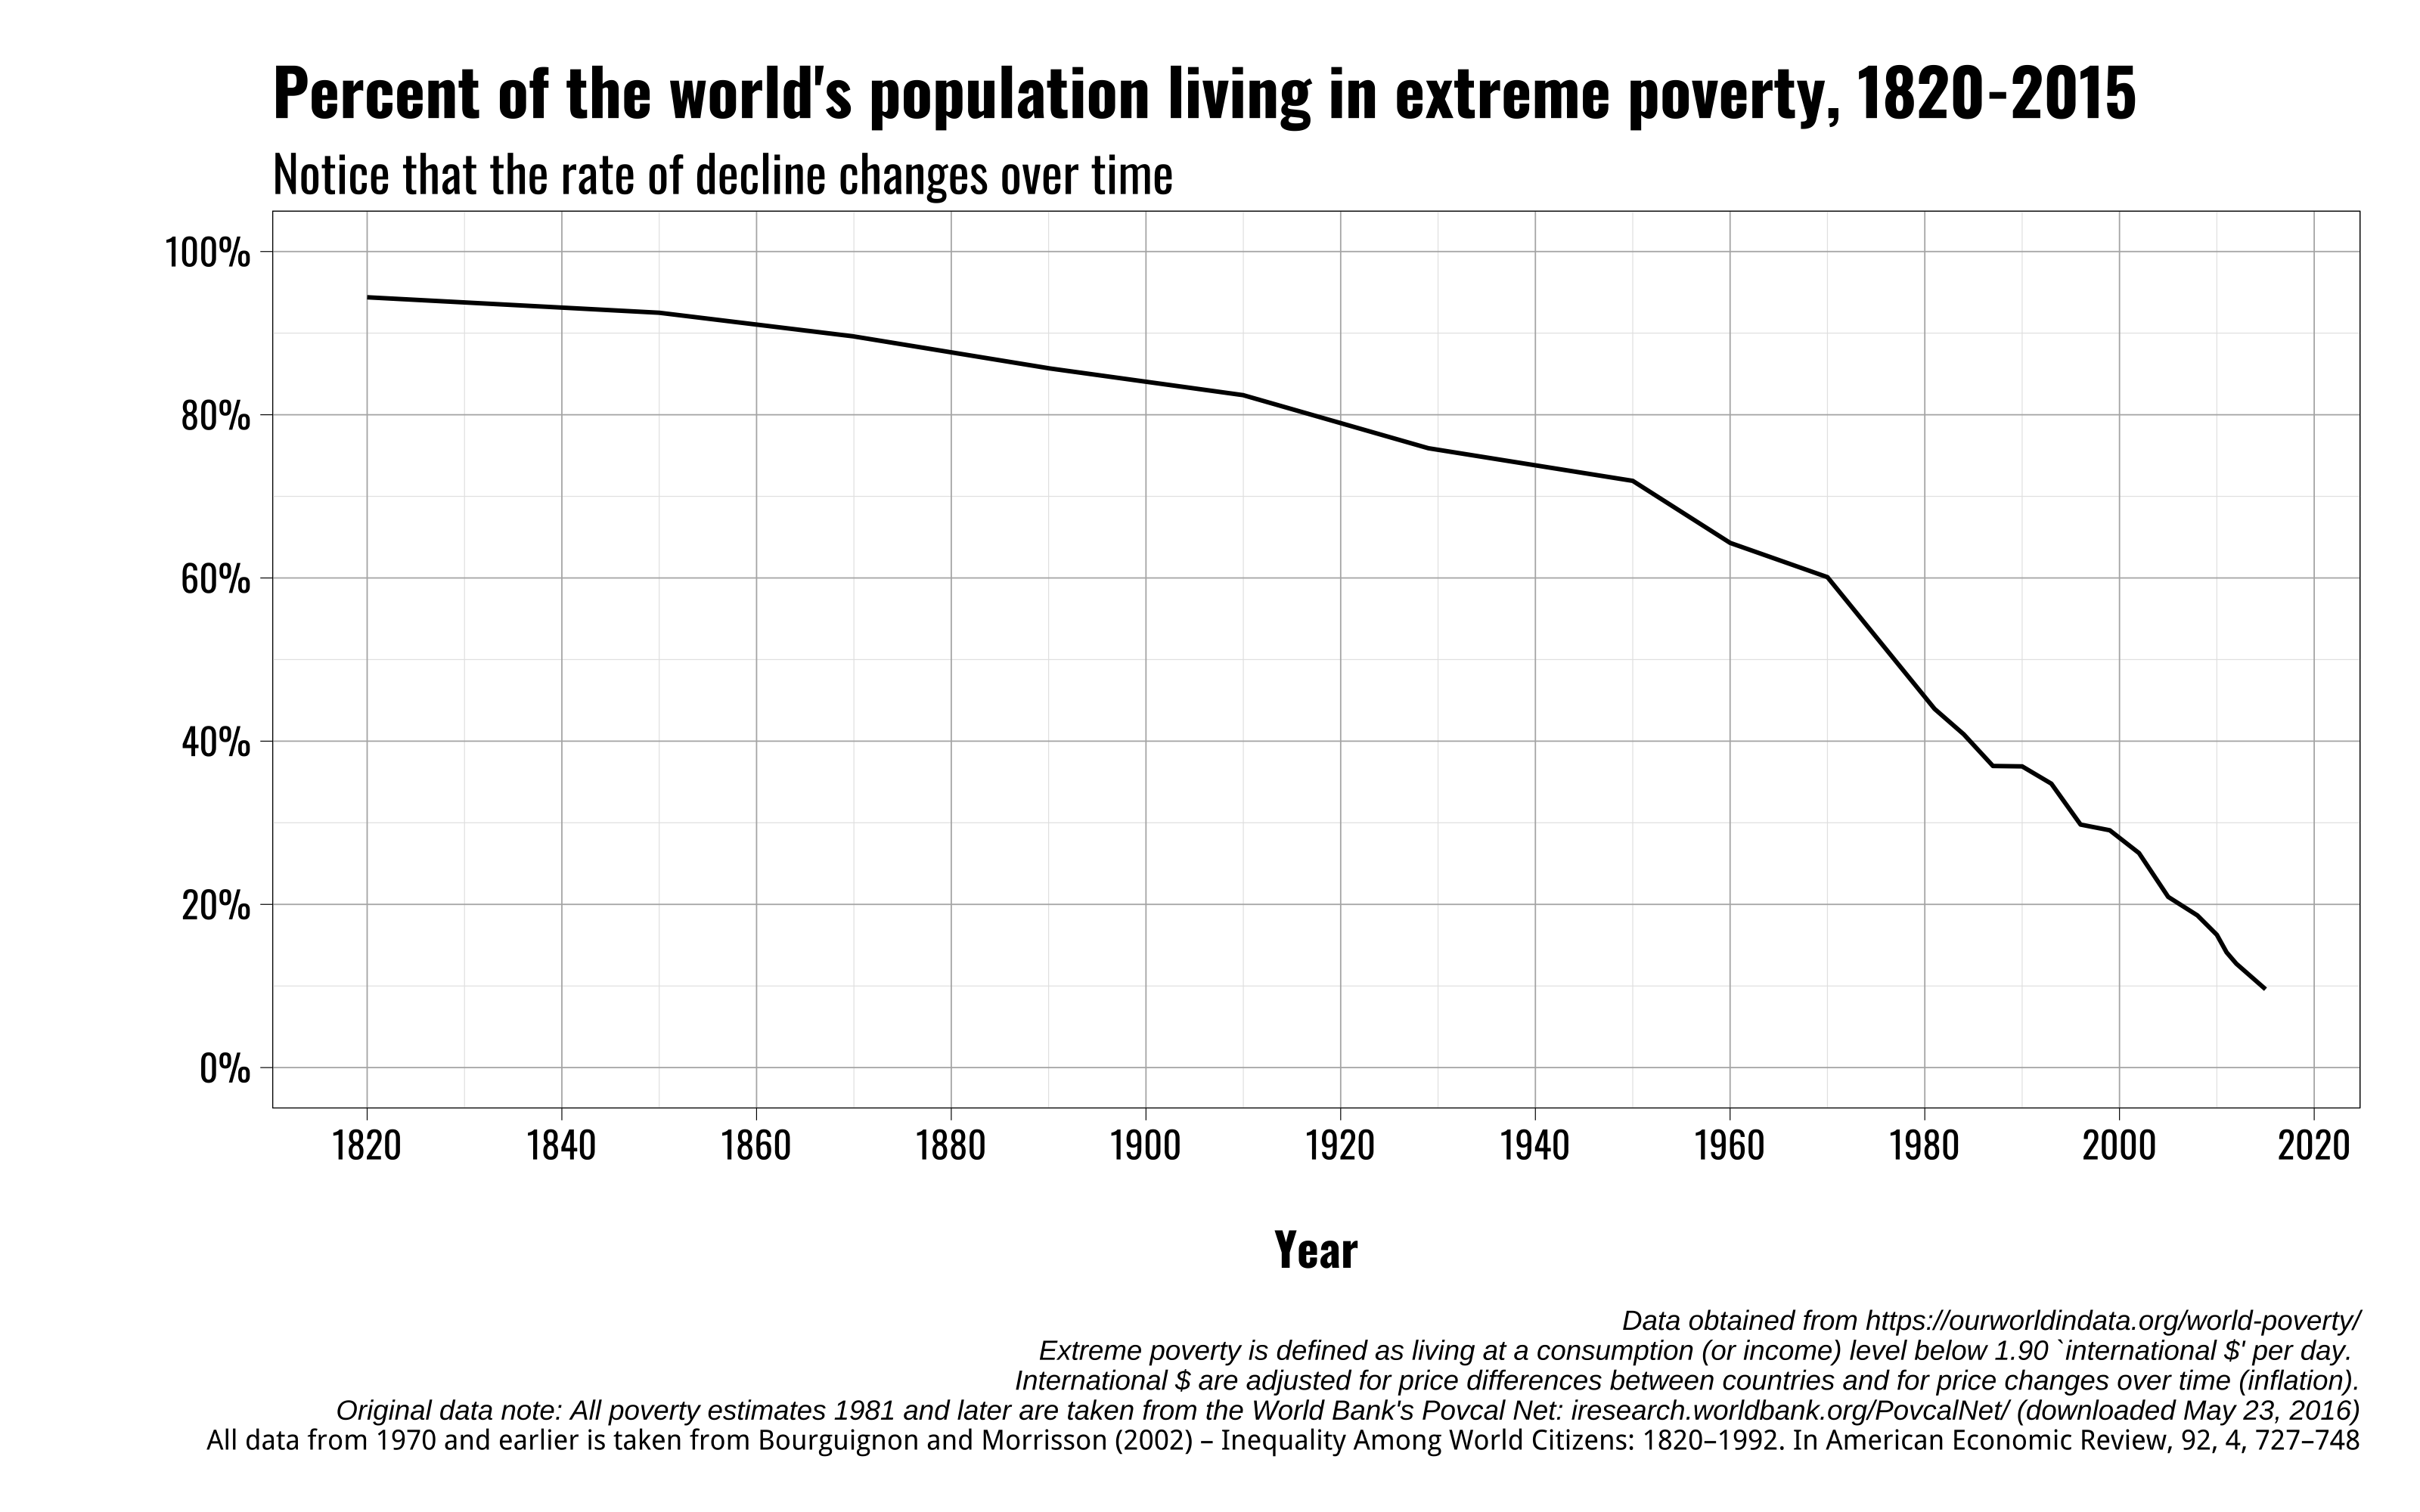 Percent of the world's population living in extreme poverty, 1820-2015
Notice that the rate of decline changes over time
100%
80%
60%
40%
20%
0%
1820 1840 1860 1880 1900 1920 1940 1960 1980 2000 2020
Year
Data obtained from https://ourworldindata.org/world-poverty/
Extreme poverty is defined as living at a consumption (or income) level below 1.90 `international $' per day.
International $ are adjusted for price differences between countries and for price changes over time (inflation).
Original data note: All poverty estimates 1981 and later are taken from the World Bank's Povcal Net: iresearch.worldbank.org/PovcalNet/ (downloaded May 23, 2016)
All data from 1970 and earlier is taken from Bourguignon and Morrisson (2002) – Inequality Among World Citizens: 1820–1992. In American Economic Review, 92, 4, 727–748